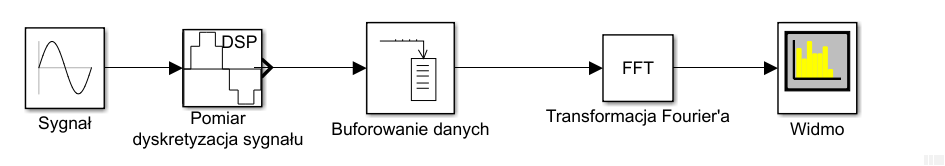 DSP
FFT
Sygnał
Pomiar
dyskretyzacja sygnału
Buforowanie danych
Transformacja Fourier'a
Widmo